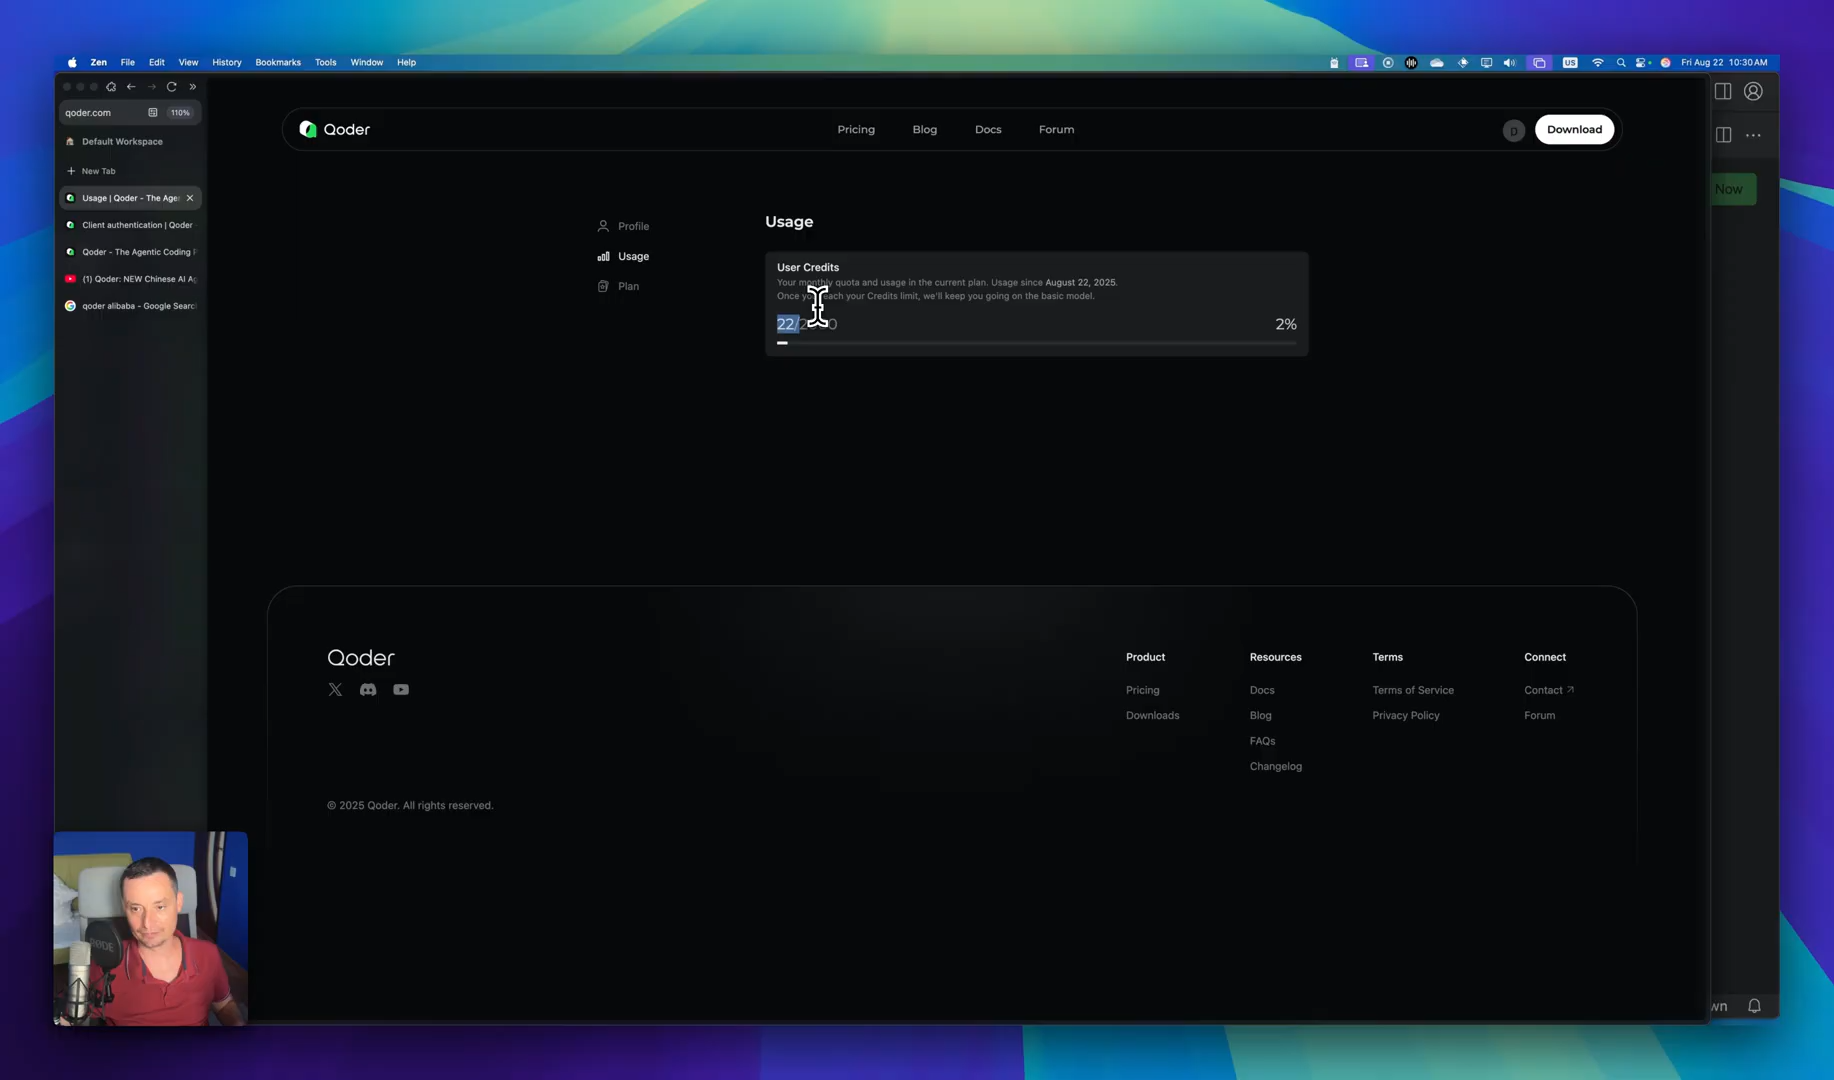 Zen File Edit View History Bookmarks Tools Window Help
US
Fri Aug 22 10:30 AM
qoder.com
110%
Default Workspace
New Tab
Usage | Qoder - The Age
Client authentication | Qoder
Qoder - The Agentic Coding
(1) Qoder: NEW Chinese AI Ag
qoder alibaba - Google Searc
Qoder
Pricing Blog Docs Forum
D
Download
Now
Profile
Usage
Plan
Usage
User Credits
Your monthly quota and usage in the current plan. Usage since August 22, 2025.
Once you reach your Credits limit, we'll keep you going on the basic model.
22/
2%
Qoder
Product
Pricing
Downloads
Resources
Docs
Blog
FAQs
Changelog
Terms
Terms of Service
Privacy Policy
Connect
Contact
Forum
© 2025 Qoder. All rights reserved.
RØDE
wn